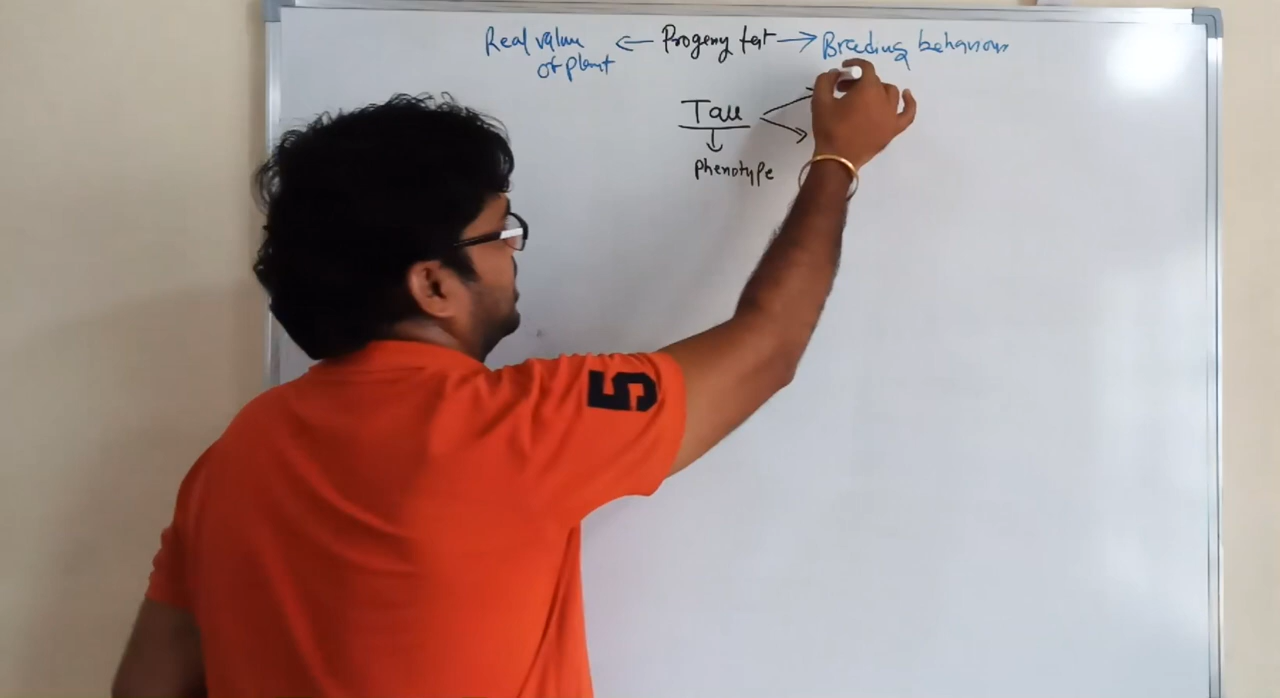 Real value ← Progeny test → Breeding behaviour
of plant
Tall
phenotype
5